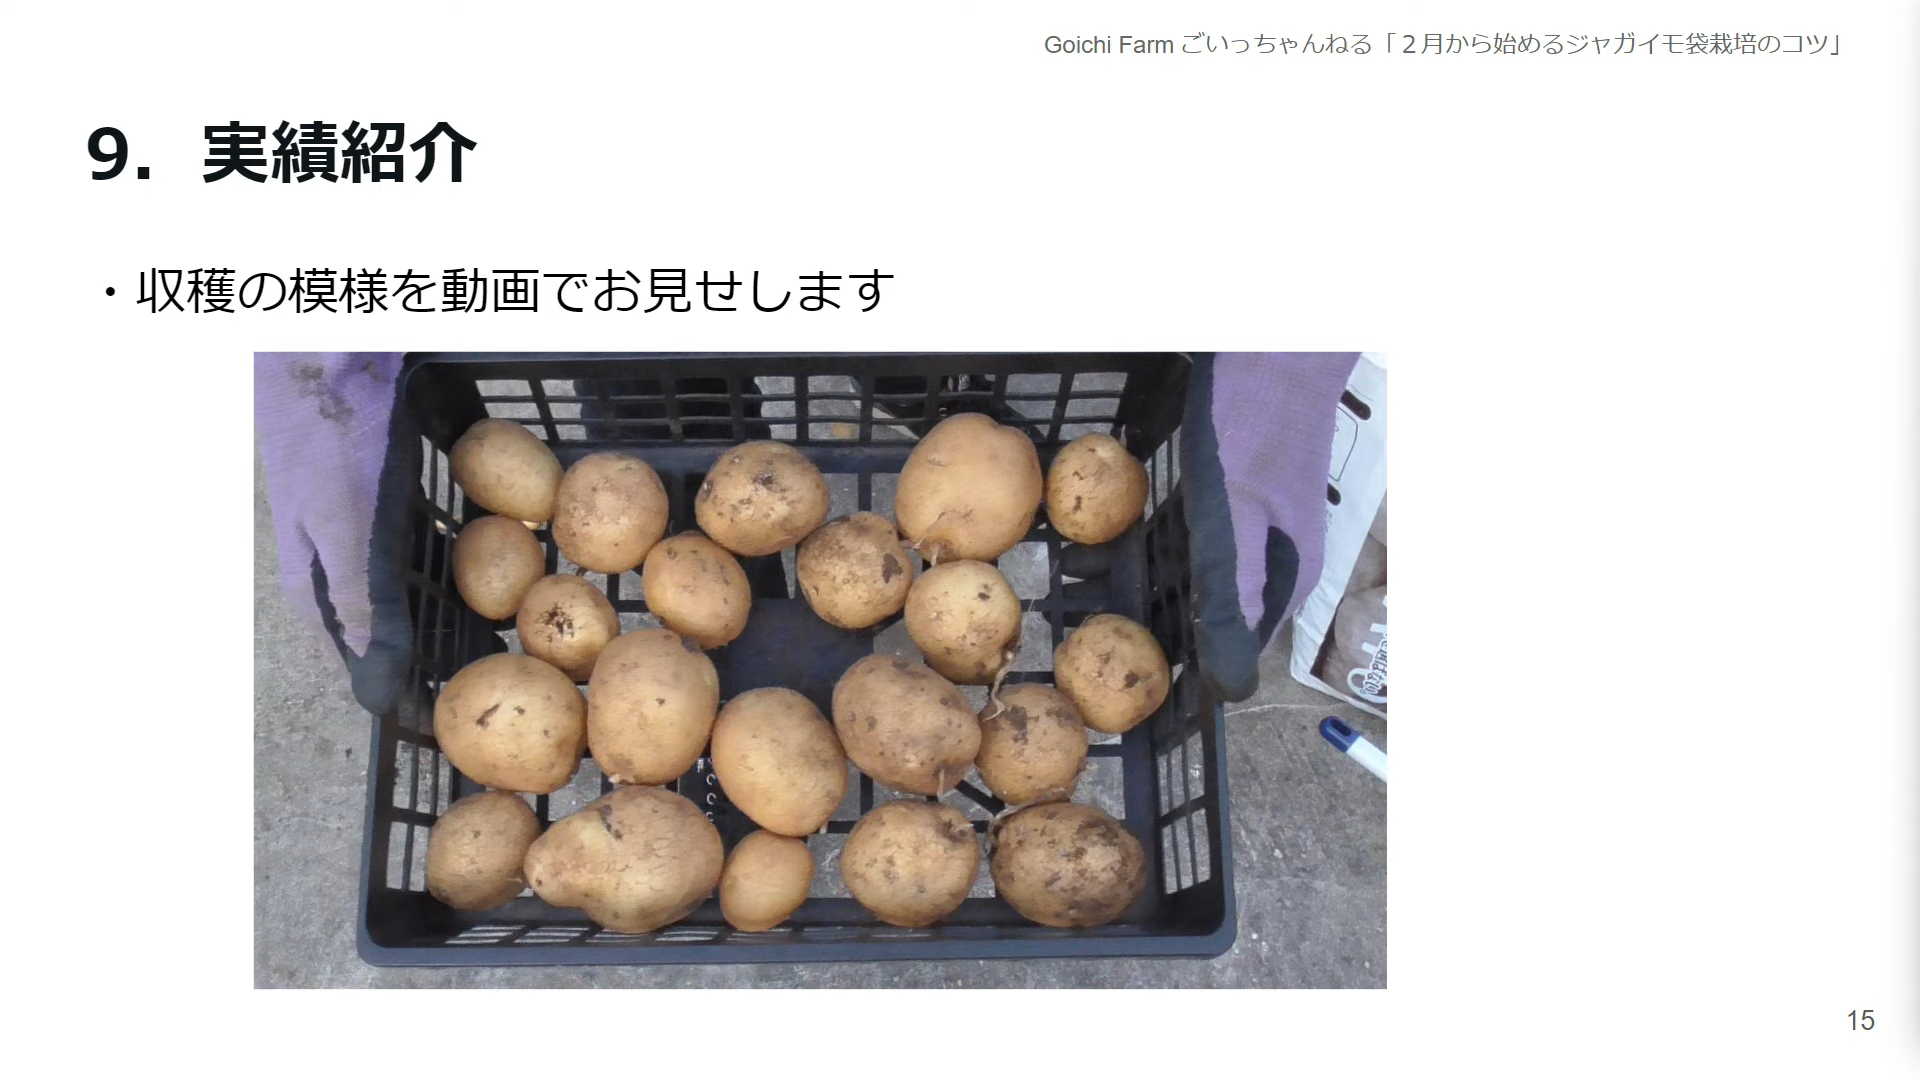 Goichi Farm ごいっちゃんねる「２月から始めるジャガイモ袋栽培のコツ」
9. 実績紹介
・収穫の模様を動画でお見せします
15